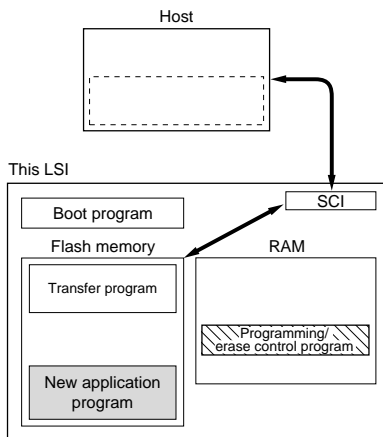 Host
This LSI
SCI
Boot program
Flash memory
RAM
Transfer program
Programming/
erase control program
New application
program